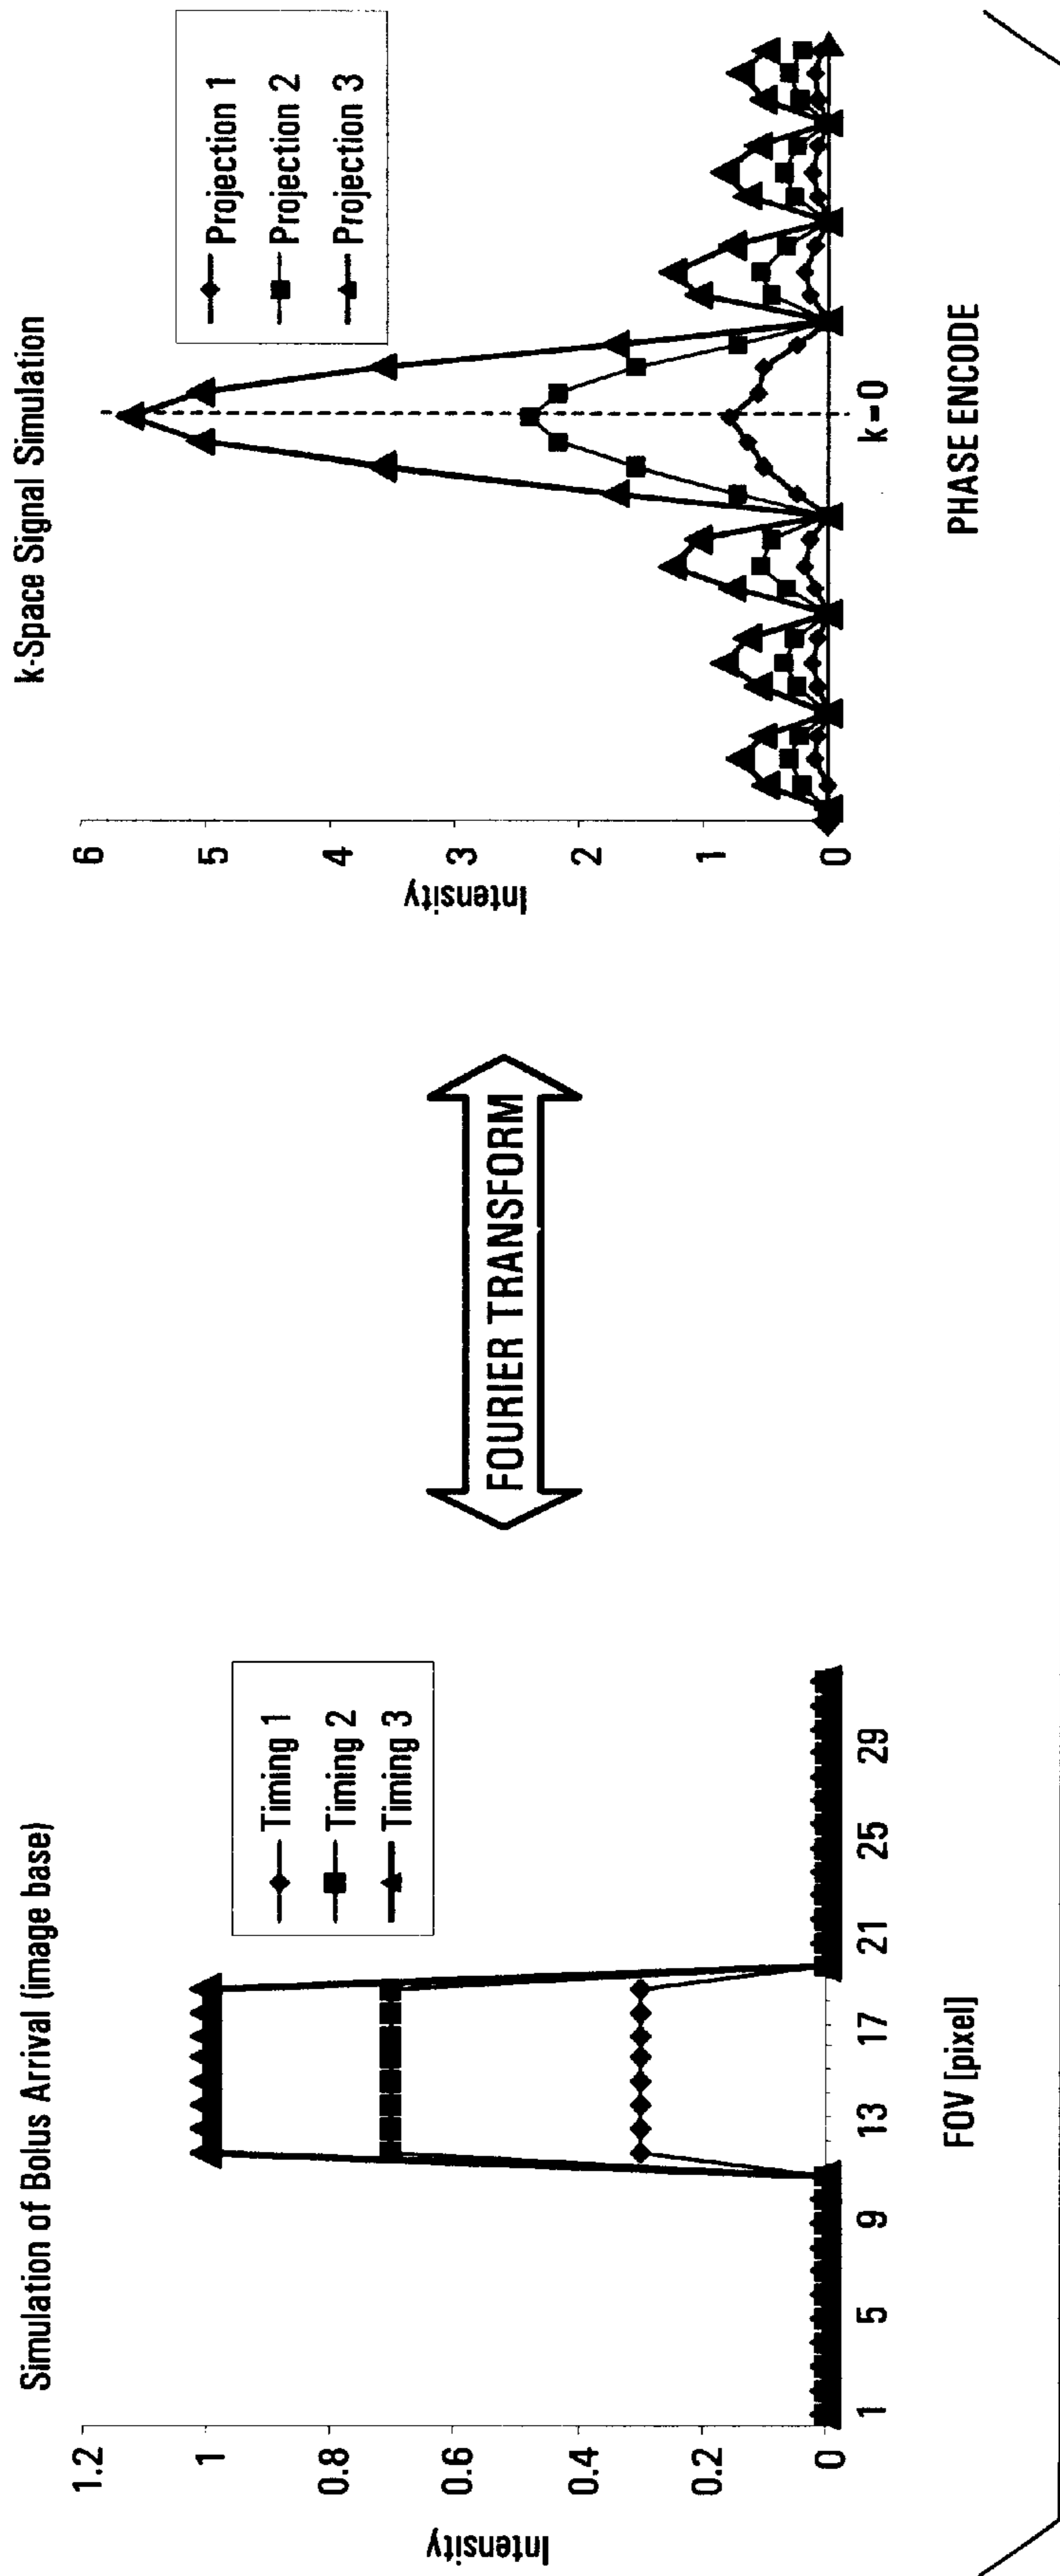 Simulation of Bolus Arrival (image base)
Intensity
1.2
1
0.8
0.6
0.4
0.2
0
1 5 9 13 17 21 25 29
FOV [pixel]
Timing 1
Timing 2
Timing 3
FOURIER TRANSFORM
k-Space Signal Simulation
Intensity
6
5
4
3
2
1
0
k=0
PHASE ENCODE
Projection 1
Projection 2
Projection 3